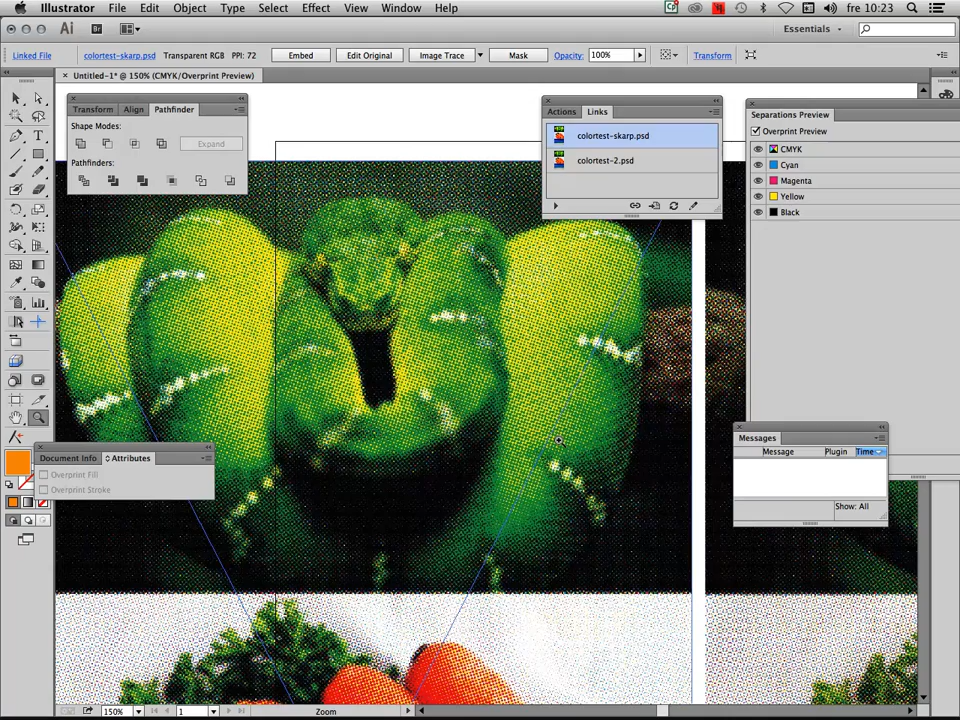 Illustrator File Edit Object Type Select Effect View Window Help fre 10:23
Ai Br Essentials
Linked File colortest-skarp.psd Transparent RGB PPI: 72 Embed Edit Original Image Trace Mask Opacity: 100% Transform
Untitled-1* @ 150% (CMYK/Overprint Preview)
Transform Align Pathfinder
Shape Modes:
Expand
Pathfinders:
Actions Links
colortest-skarp.psd
colortest-2.psd
Separations Preview
Overprint Preview
CMYK
Cyan
Magenta
Yellow
Black
Messages
Message Plugin Time
Show: All
Document Info Attributes
Overprint Fill
Overprint Stroke
150% 1 Zoom